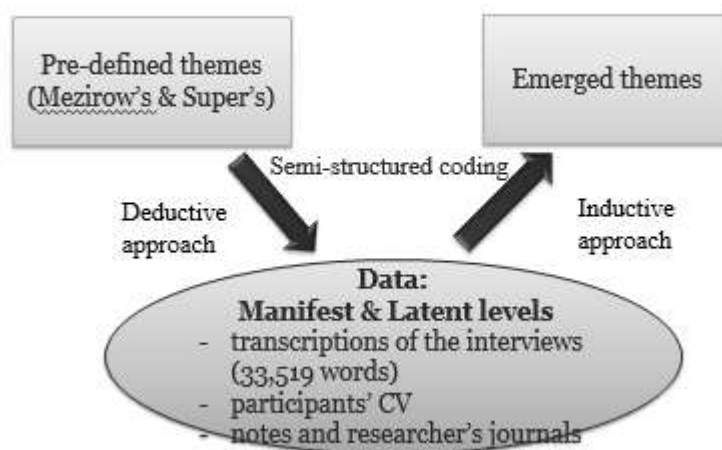 Pre-defined themes
(Mezirow's & Super's)
Emerged themes
Semi-structured coding
Deductive
approach
Inductive
approach
Data:
Manifest & Latent levels
- transcriptions of the interviews
(33,519 words)
- participants' CV
- notes and researcher's journals